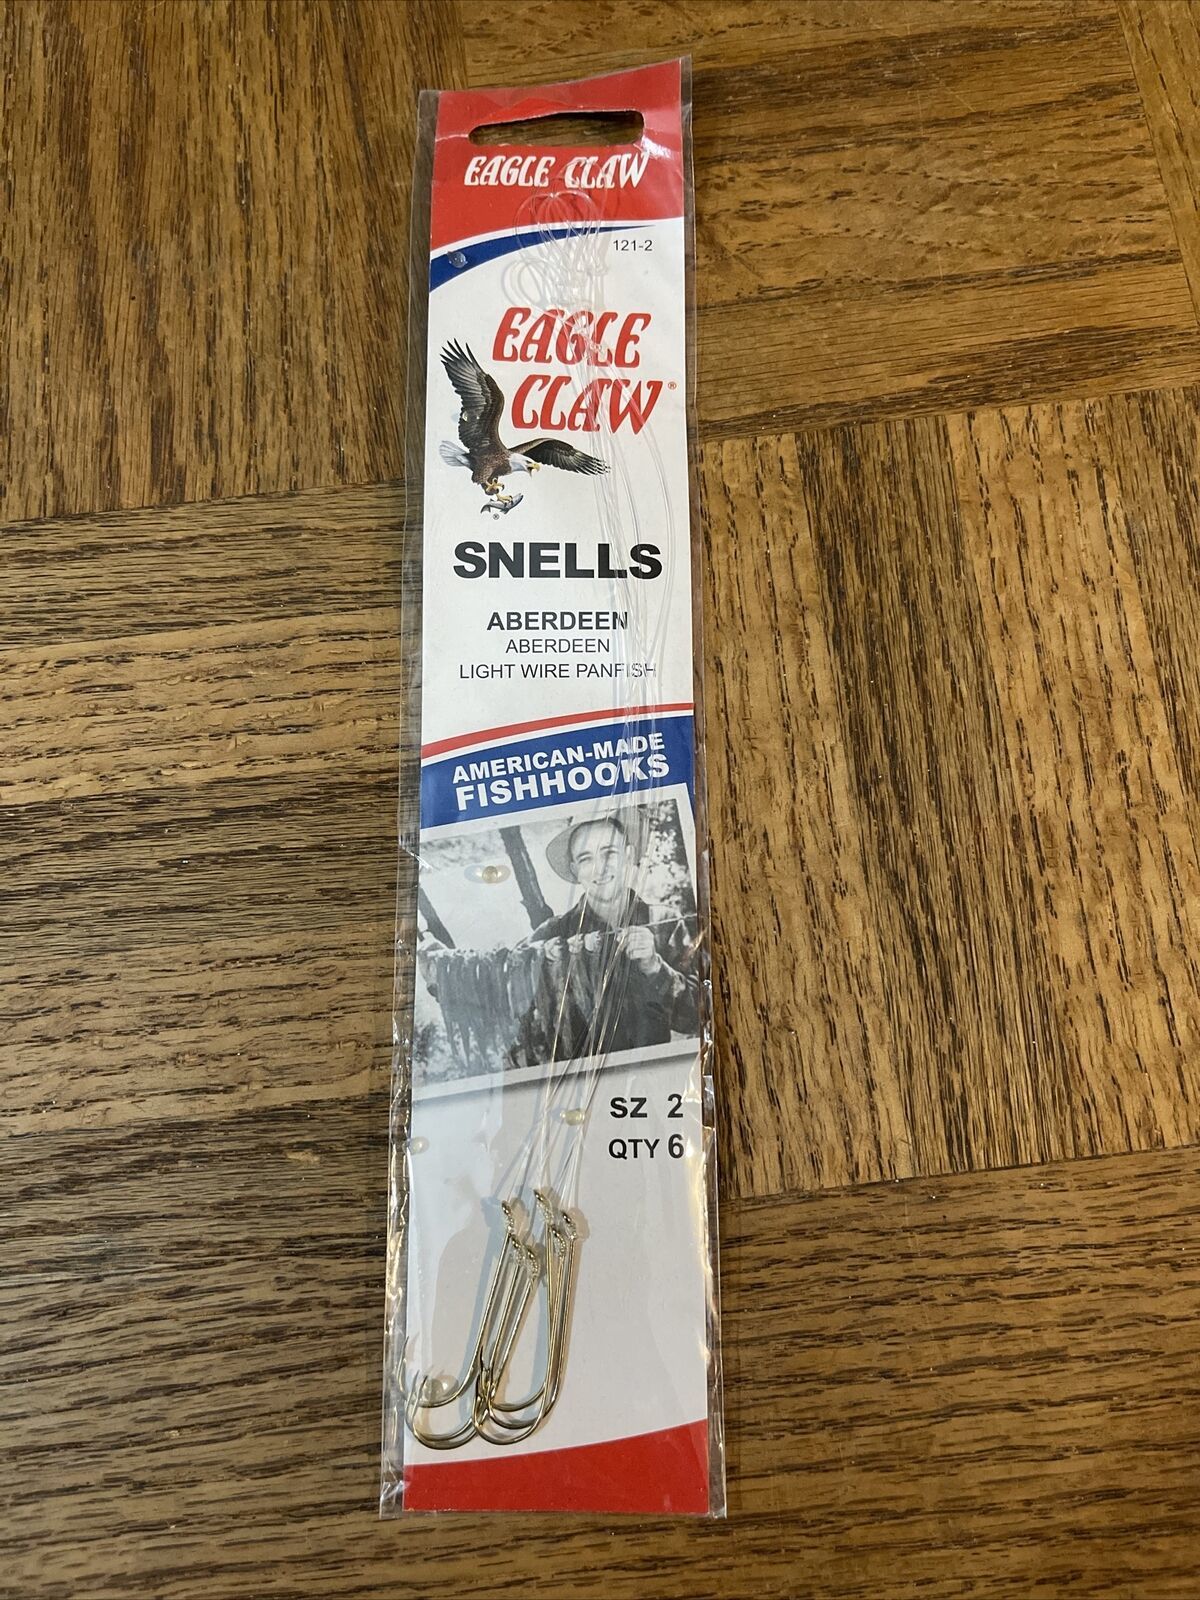 EAGLE CLAW
121-2
EAGLE
CLAW®
®
SNELLS
ABERDEEN
ABERDEEN
LIGHT WIRE PANFISH
AMERICAN-MADE
FISHHOOKS
SZ 2
QTY 6